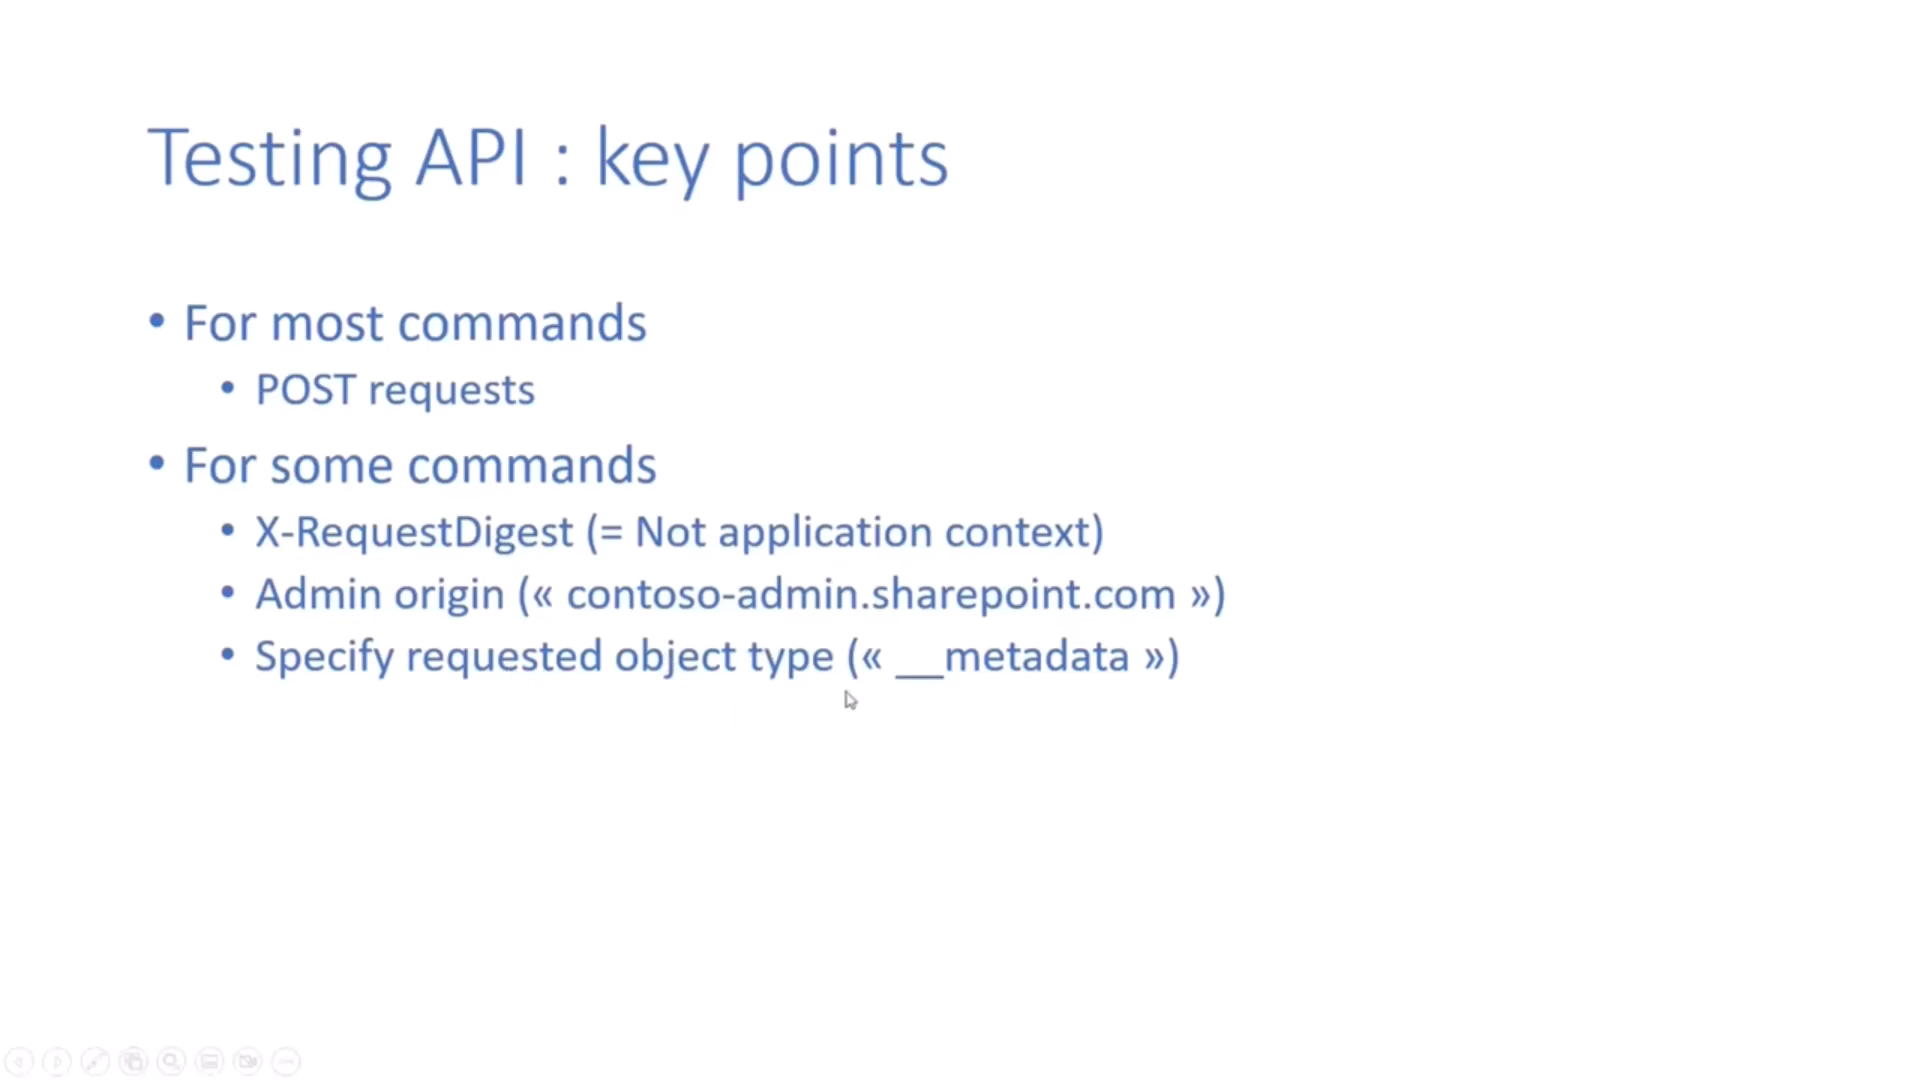 Testing API : key points
• For most commands
• POST requests
• For some commands
• X-RequestDigest (= Not application context)
• Admin origin (« contoso-admin.sharepoint.com »)
• Specify requested object type (« __metadata »)